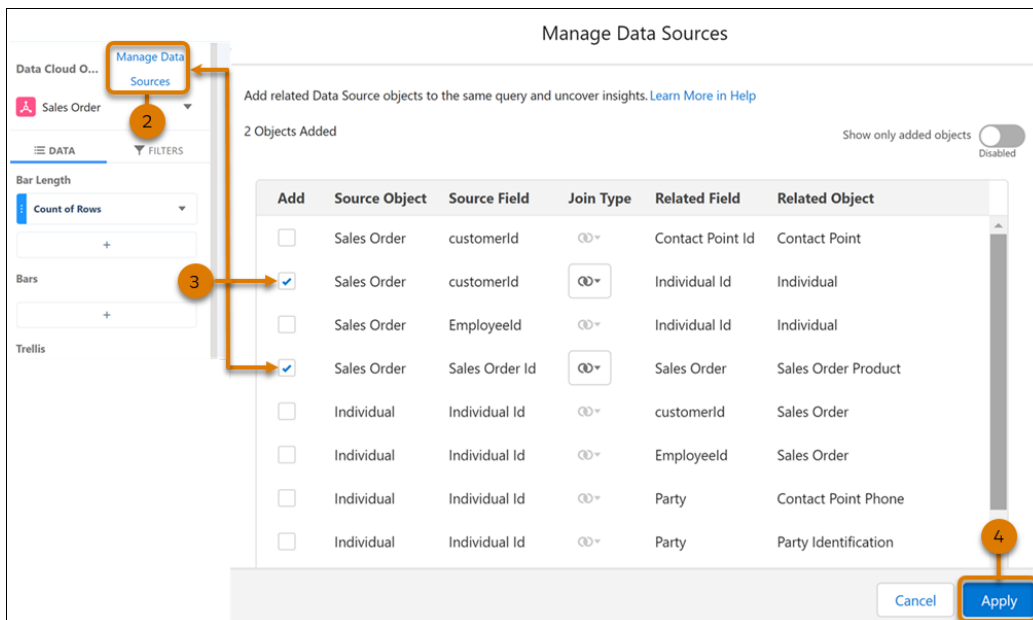 Manage Data Sources
Data Cloud O...
Manage Data
Sources
Sales Order
2
DATA
FILTERS
Bar Length
Count of Rows
+
Bars
+
Trellis
3
Add related Data Source objects to the same query and uncover insights. Learn More in Help
2 Objects Added
Show only added objects
Disabled
Add Source Object Source Field Join Type Related Field Related Object
Sales Order customerId Contact Point Id Contact Point
Sales Order customerId Individual Id Individual
Sales Order EmployeeId Individual Id Individual
Sales Order Sales Order Id Sales Order Sales Order Product
Individual Individual Id customerId Sales Order
Individual Individual Id EmployeeId Sales Order
Individual Individual Id Party Contact Point Phone
Individual Individual Id Party Party Identification
4
Cancel
Apply